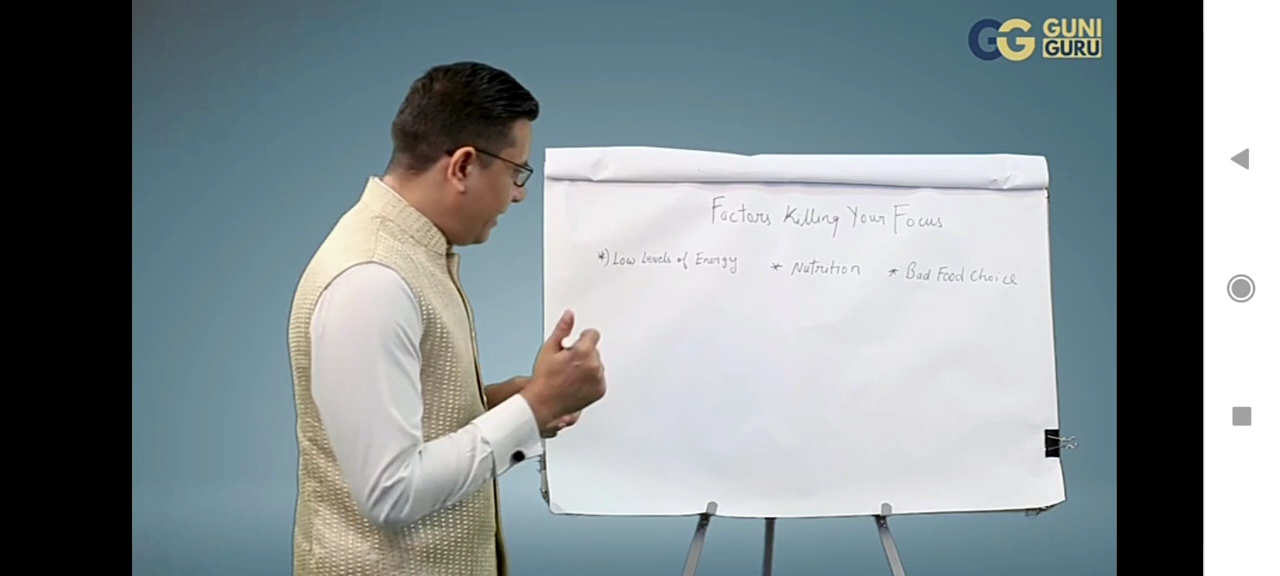 GG GUNI
GURU
Factors Killing Your Focus
*) Low Levels of Energy * Nutrition * Bad Food Choice